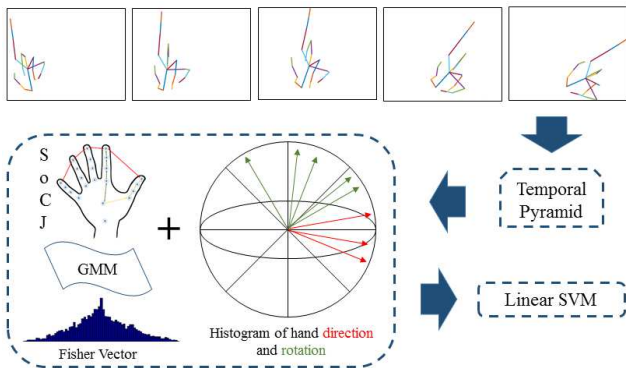 S
o
C
J
GMM
Fisher Vector
Histogram of hand direction
and rotation
Temporal
Pyramid
Linear SVM